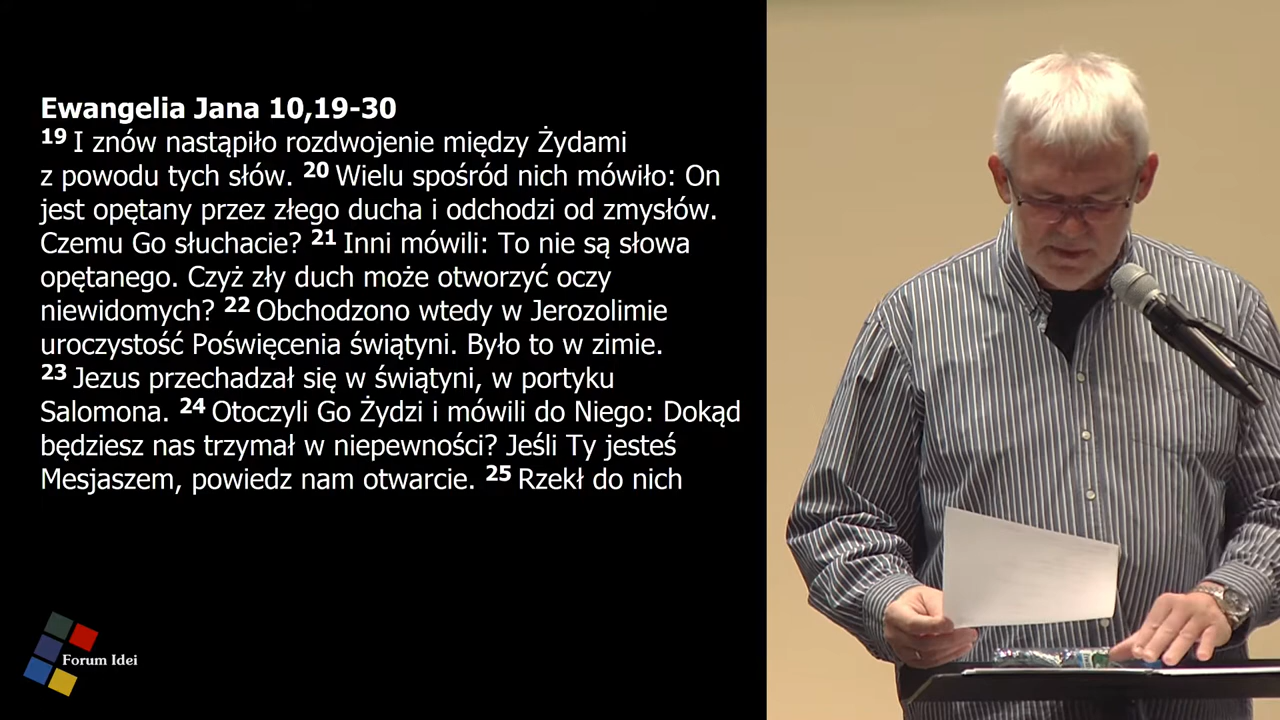 Ewangelia Jana 10,19-30
19 I znów nastąpiło rozdwojenie między Żydami
z powodu tych słów. 20 Wielu spośród nich mówiło: On
jest opętany przez złego ducha i odchodzi od zmysłów.
Czemu Go słuchacie? 21 Inni mówili: To nie są słowa
opętanego. Czyż zły duch może otworzyć oczy
niewidomych? 22 Obchodzono wtedy w Jerozolimie
uroczystość Poświęcenia świątyni. Było to w zimie.
23 Jezus przechadzał się w świątyni, w portyku
Salomona. 24 Otoczyli Go Żydzi i mówili do Niego: Dokąd
będziesz nas trzymał w niepewności? Jeśli Ty jesteś
Mesjaszem, powiedz nam otwarcie. 25 Rzekł do nich
Forum Idei